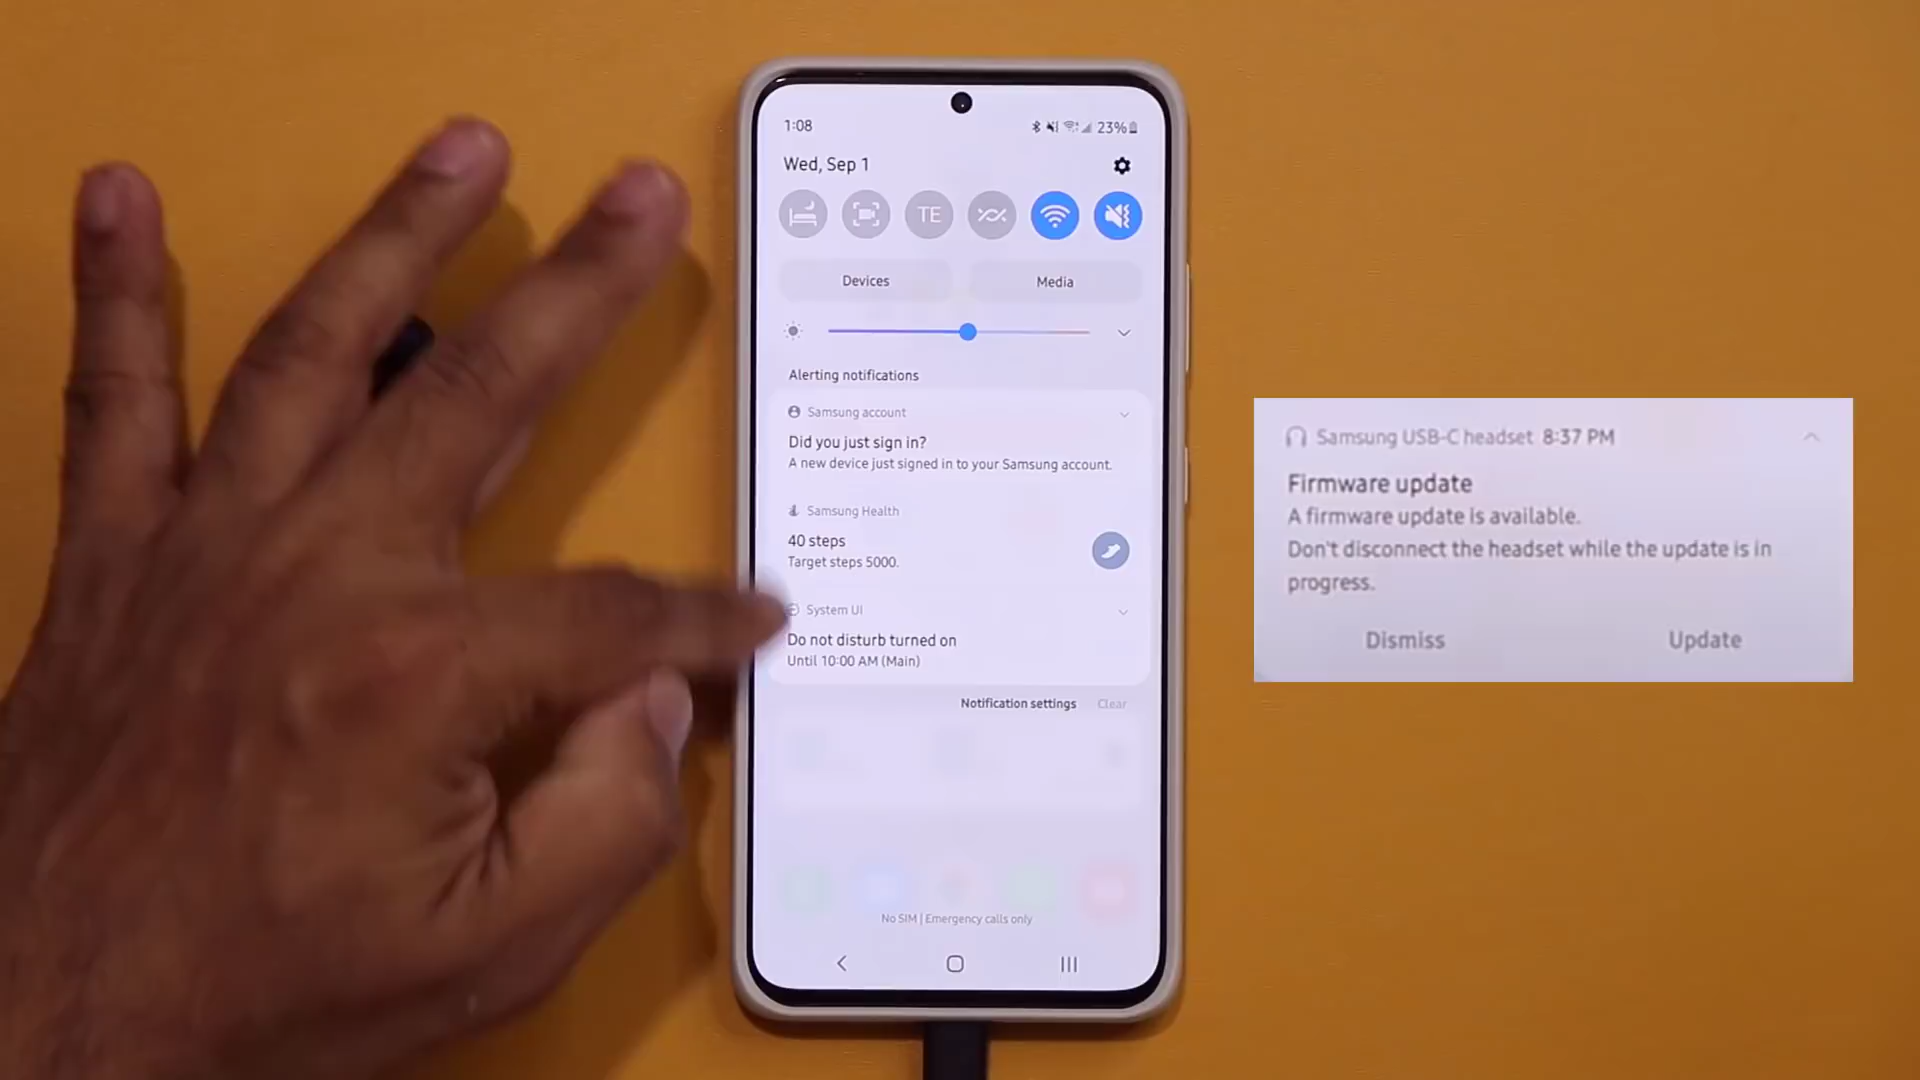 1:08
23%
Wed, Sep 1
TE
Devices
Media
Alerting notifications
Samsung account
Did you just sign in?
A new device just signed in to your Samsung account.
Samsung Health
40 steps
Target steps 5000.
System UI
Do not disturb turned on
Until 10:00 AM (Main)
Notification settings
Clear
No SIM | Emergency calls only
Samsung USB-C headset 8:37 PM
Firmware update
A firmware update is available.
Don't disconnect the headset while the update is in
progress.
Dismiss
Update